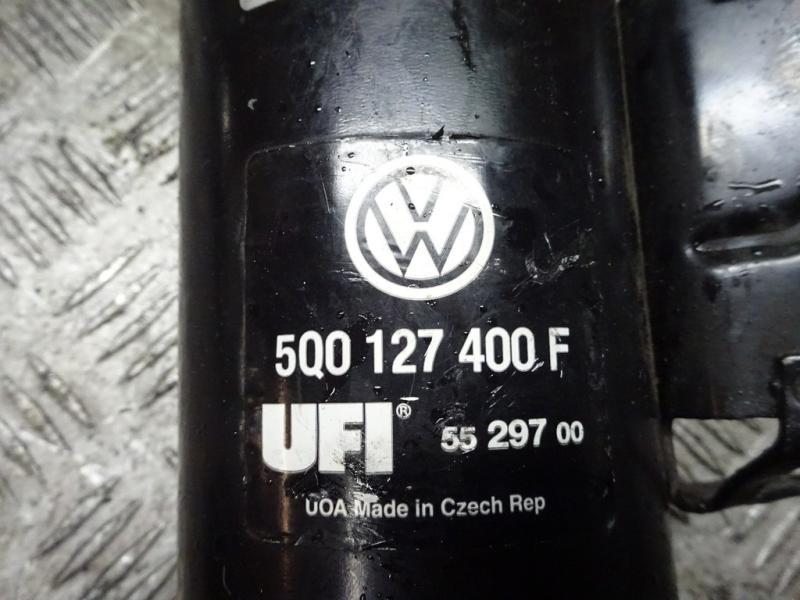 5Q0 127 400 F
UFI® 55 297 00
UOA Made in Czech Rep